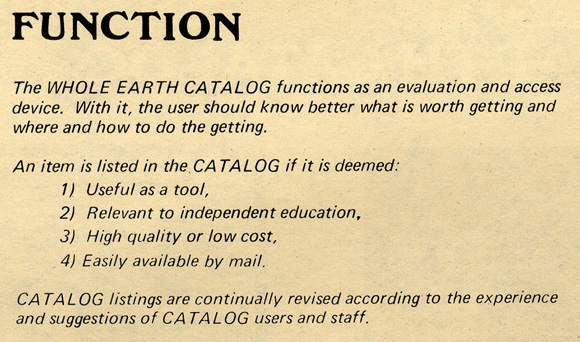 FUNCTION
The WHOLE EARTH CATALOG functions as an evaluation and access
device. With it, the user should know better what is worth getting and
where and how to do the getting.
An item is listed in the CATALOG if it is deemed:
1) Useful as a tool,
2) Relevant to independent education,
3) High quality or low cost,
4) Easily available by mail.
CATALOG listings are continually revised according to the experience
and suggestions of CATALOG users and staff.